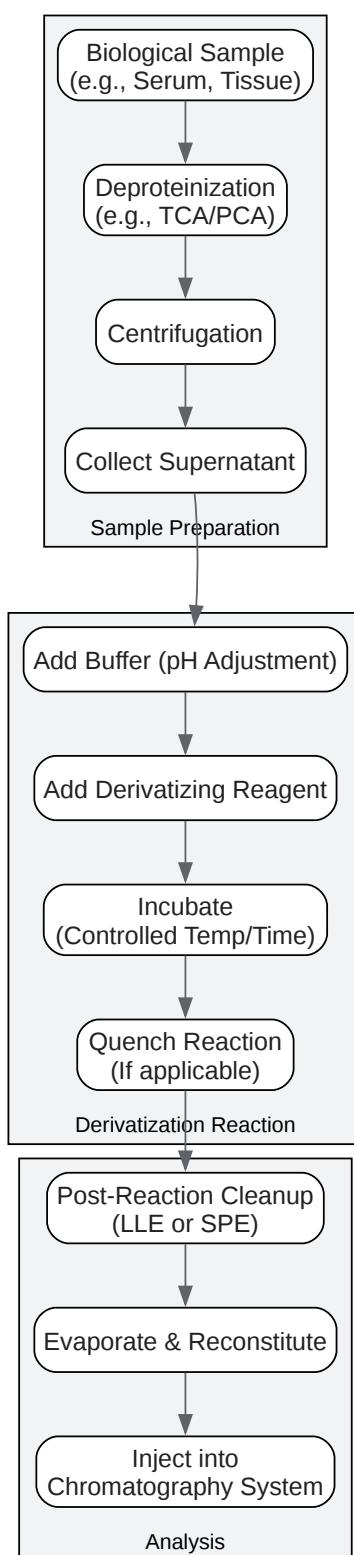 Biological Sample
(e.g., Serum, Tissue)
Deproteinization
(e.g., TCA/PCA)
Centrifugation
Collect Supernatant
Sample Preparation
Add Buffer (pH Adjustment)
Add Derivatizing Reagent
Incubate
(Controlled Temp/Time)
Quench Reaction
(If applicable)
Derivatization Reaction
Post-Reaction Cleanup
(LLE or SPE)
Evaporate & Reconstitute
Inject into
Chromatography System
Analysis